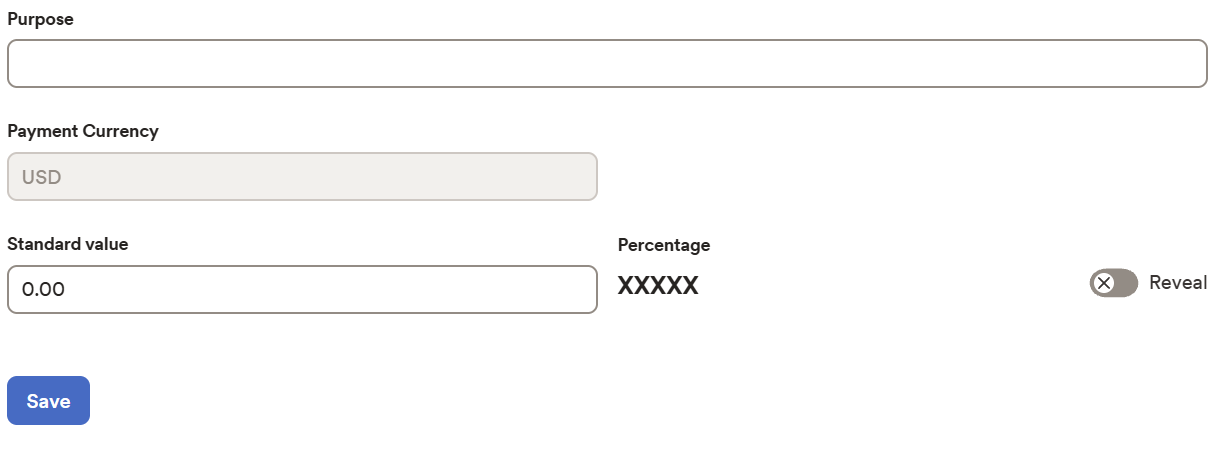 Purpose
Payment Currency
USD
Standard value
Percentage
0.00
XXXXX
Reveal
Save